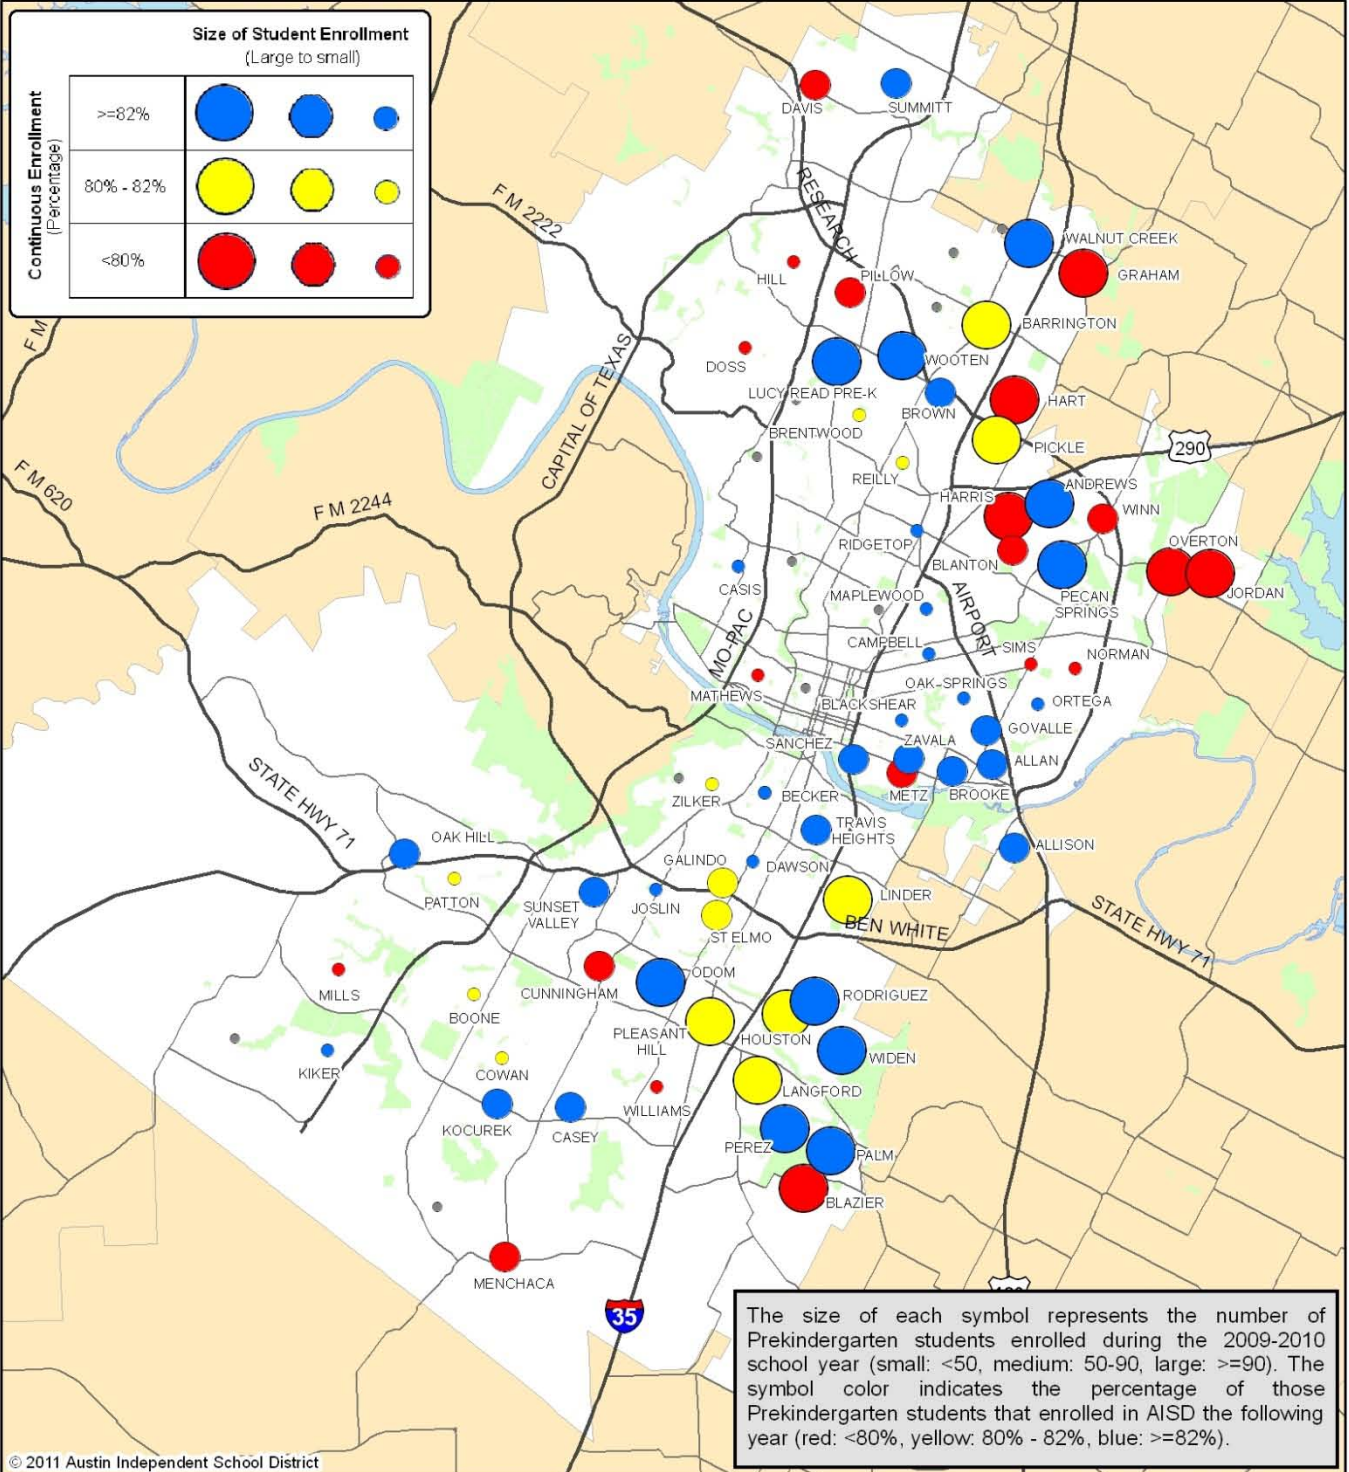 Size of Student Enrollment
(Large to small)
Continuous Enrollment
(Percentage)
>=82%
80% - 82%
<80%
DAVIS
SUMMITT
RESEARCH
F M 2222
WALNUT CREEK
GRAHAM
HILL
PILLOW
BARRINGTON
F M
CAPITAL OF TEXAS
DOSS
WOOTEN
LUCY READ PRE-K
BROWN
HART
BRENTWOOD
PICKLE
290
F M 620
REILLY
ANDREWS
HARRIS
WINN
F M 2244
RIDGETOP
OVERTON
BLANTON
CASIS
MAPLEWOOD
AIRPORT
PECAN
SPRINGS
JORDAN
MO-PAC
CAMPBELL
SIMS
NORMAN
MATHEWS
OAK SPRINGS
BLACKSHEAR
ORTEGA
GOVALLE
SANCHEZ
ZAVALA
ALLAN
STATE HWY 71
ZILKER
BECKER
METZ
BROOKE
TRAVIS
HEIGHTS
OAK HILL
ALLISON
GALINDO
DAWSON
PATTON
SUNSET
VALLEY
JOSLIN
LINDER
ST ELMO
BEN WHITE
STATE HWY 71
ODOM
MILLS
CUNNINGHAM
RODRIGUEZ
BOONE
PLEASANT
HILL
HOUSTON
WIDEN
KIKER
COWAN
LANGFORD
WILLIAMS
KOCUREK
CASEY
PEREZ
PALM
BLAZIER
MENCHACA
35
The size of each symbol represents the number of
Prekindergarten students enrolled during the 2009-2010
school year (small: <50, medium: 50-90, large: >=90). The
symbol color indicates the percentage of those
Prekindergarten students that enrolled in AISD the following
year (red: <80%, yellow: 80% - 82%, blue: >=82%).
© 2011 Austin Independent School District